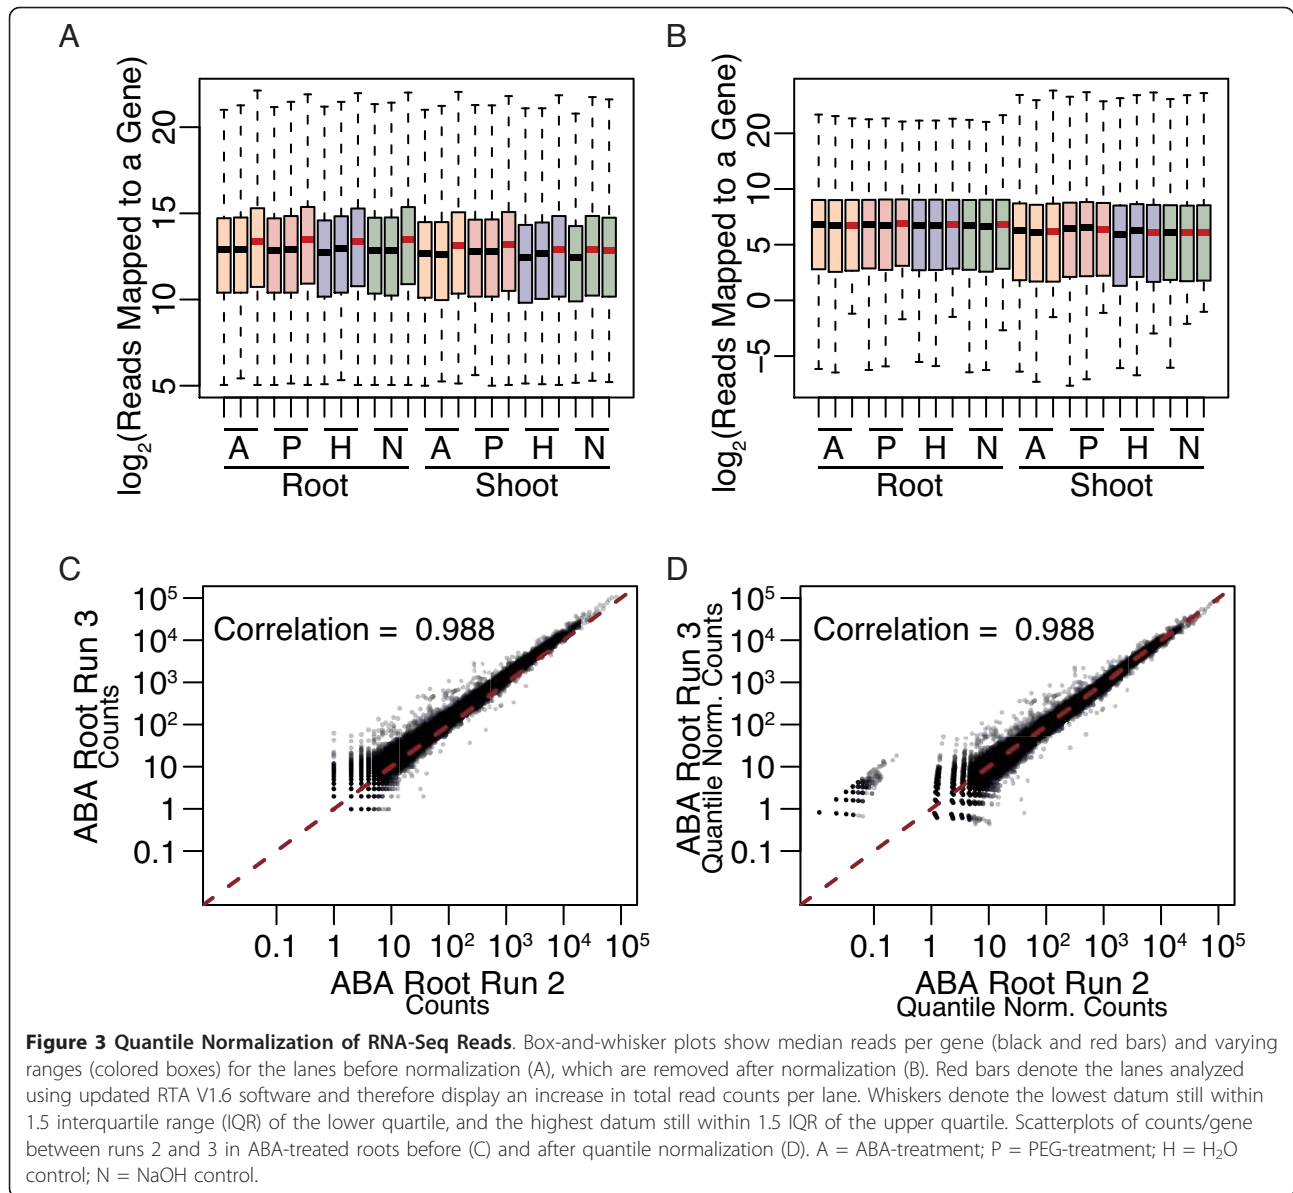 A
B
log2(Reads Mapped to a Gene)
20
15
10
5
A P H N A P H N
Root Shoot
log2(Reads Mapped to a Gene)
20
10
5
0
−5
A P H N A P H N
Root Shoot
C
D
ABA Root Run 3
Counts
10⁵
10⁴
10³
10²
10
1
0.1
Correlation = 0.988
0.1 1 10 10² 10³ 10⁴ 10⁵
ABA Root Run 2
Counts
ABA Root Run 3
Quantile Norm. Counts
10⁵
10⁴
10³
10²
10
1
0.1
Correlation = 0.988
0.1 1 10 10² 10³ 10⁴ 10⁵
ABA Root Run 2
Quantile Norm. Counts
Figure 3 Quantile Normalization of RNA-Seq Reads. Box-and-whisker plots show median reads per gene (black and red bars) and varying
ranges (colored boxes) for the lanes before normalization (A), which are removed after normalization (B). Red bars denote the lanes analyzed
using updated RTA V1.6 software and therefore display an increase in total read counts per lane. Whiskers denote the lowest datum still within
1.5 interquartile range (IQR) of the lower quartile, and the highest datum still within 1.5 IQR of the upper quartile. Scatterplots of counts/gene
between runs 2 and 3 in ABA-treated roots before (C) and after quantile normalization (D). A = ABA-treatment; P = PEG-treatment; H = H₂O
control; N = NaOH control.